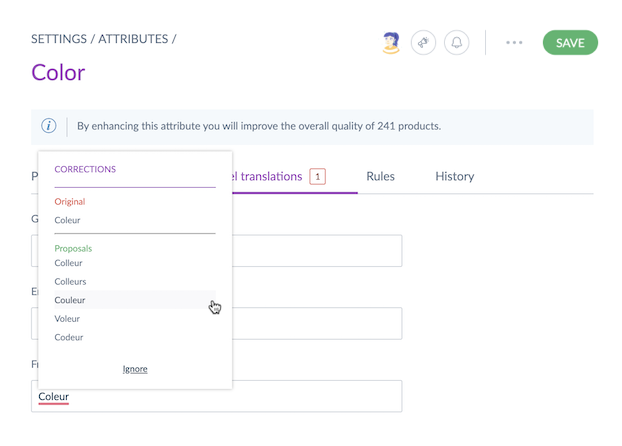 SETTINGS / ATTRIBUTES /
SAVE
Color
By enhancing this attribute you will improve the overall quality of 241 products.
el translations 1 Rules History
CORRECTIONS
Original
Coleur
Proposals
Colleur
Colleurs
Couleur
Voleur
Codeur
Ignore
Coleur